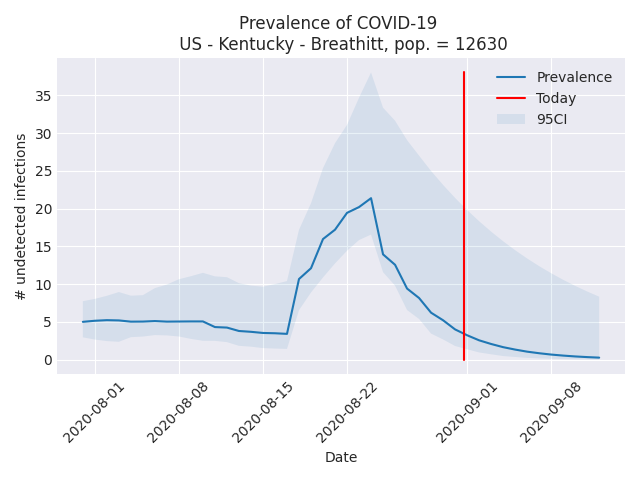 Prevalence of COVID-19
US - Kentucky - Breathitt, pop. = 12630
Prevalence
Today
95CI
# undetected infections
35
30
25
20
15
10
5
0
2020-08-01
2020-08-08
2020-08-15
2020-08-22
2020-09-01
2020-09-08
Date